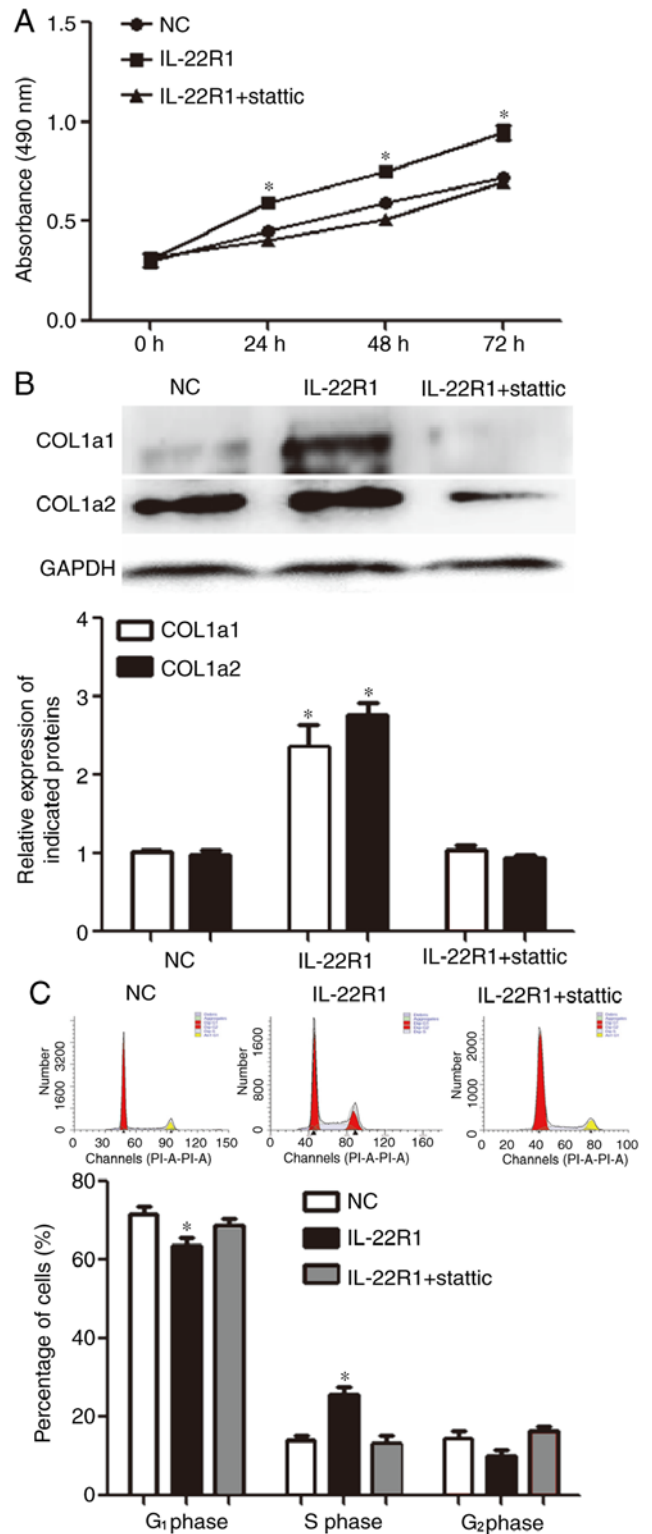 A
1.5
1.0
0.5
0.0
Absorbance (490 nm)
NC
IL-22R1
IL-22R1+stattic
*
*
*
0 h 24 h 48 h 72 h
B
NC IL-22R1 IL-22R1+stattic
COL1a1
COL1a2
GAPDH
4
3
2
1
0
Relative expression of
indicated proteins
COL1a1
COL1a2
* *
NC IL-22R1 IL-22R1+stattic
C
NC IL-22R1 IL-22R1+stattic
Number
0 1600 3200
0 30 60 90 120 150
Channels (PI-A-PI-A)
Number
0 800 1600
0 40 80 120 160
Channels (PI-A-PI-A)
Number
0 1000 2000
0 20 40 60 80 100
Channels (PI-A-PI-A)
80
60
40
20
0
Percentage of cells (%)
NC
IL-22R1
IL-22R1+stattic
*
*
G₁phase S phase G₂phase